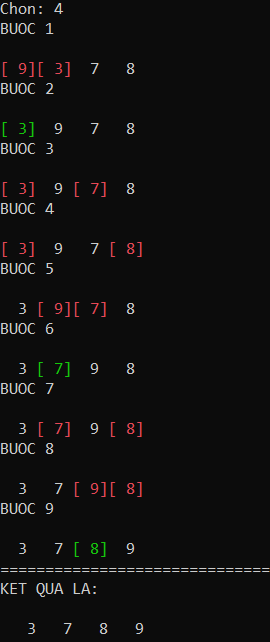 Chon: 4
BUOC 1
[ 9][ 3]  7   8
BUOC 2
[ 3]  9   7   8
BUOC 3
[ 3]  9 [ 7]  8
BUOC 4
[ 3]  9   7 [ 8]
BUOC 5
  3 [ 9][ 7]  8
BUOC 6
  3 [ 7]  9   8
BUOC 7
  3 [ 7]  9 [ 8]
BUOC 8
  3   7 [ 9][ 8]
BUOC 9
  3   7 [ 8]  9
==============================
KET QUA LA:
   3   7   8   9